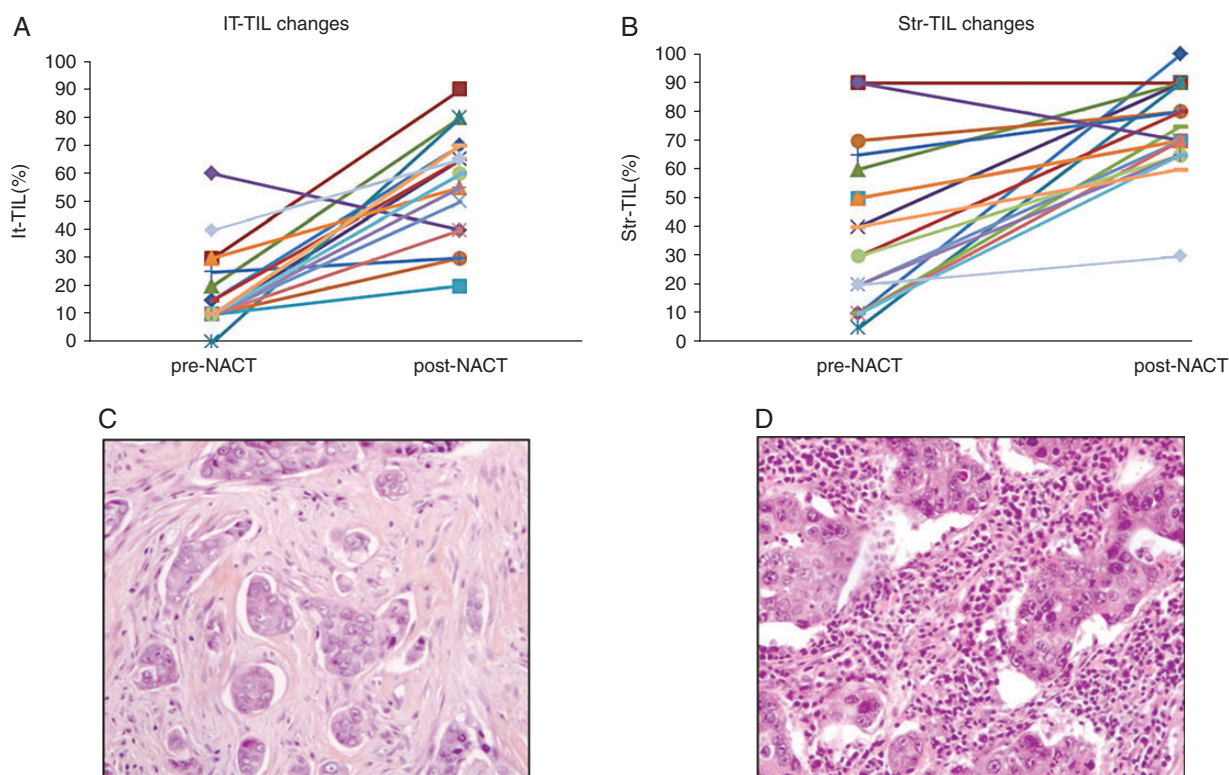 A
IT-TIL changes
It-TIL(%)
100
90
80
70
60
50
40
30
20
10
0
pre-NACT
post-NACT
B
Str-TIL changes
Str-TIL(%)
100
90
80
70
60
50
40
30
20
10
0
pre-NACT
post-NACT
C
D